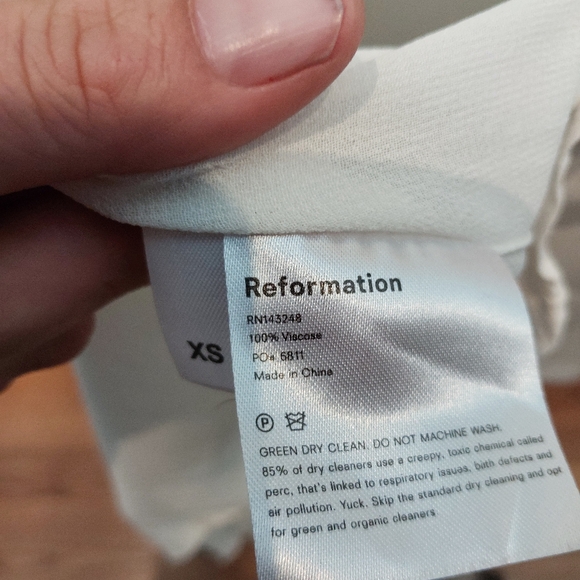 Reformation
RN143248
100% Viscose
PO# 5811
XS
Made in China
P
GREEN DRY CLEAN. DO NOT MACHINE WASH.
85% of dry cleaners use a creepy, toxic chemical called
perc, that's linked to respiratory issues, birth defects and
air pollution. Yuck. Skip the standard dry cleaning and opt
for green and organic cleaners